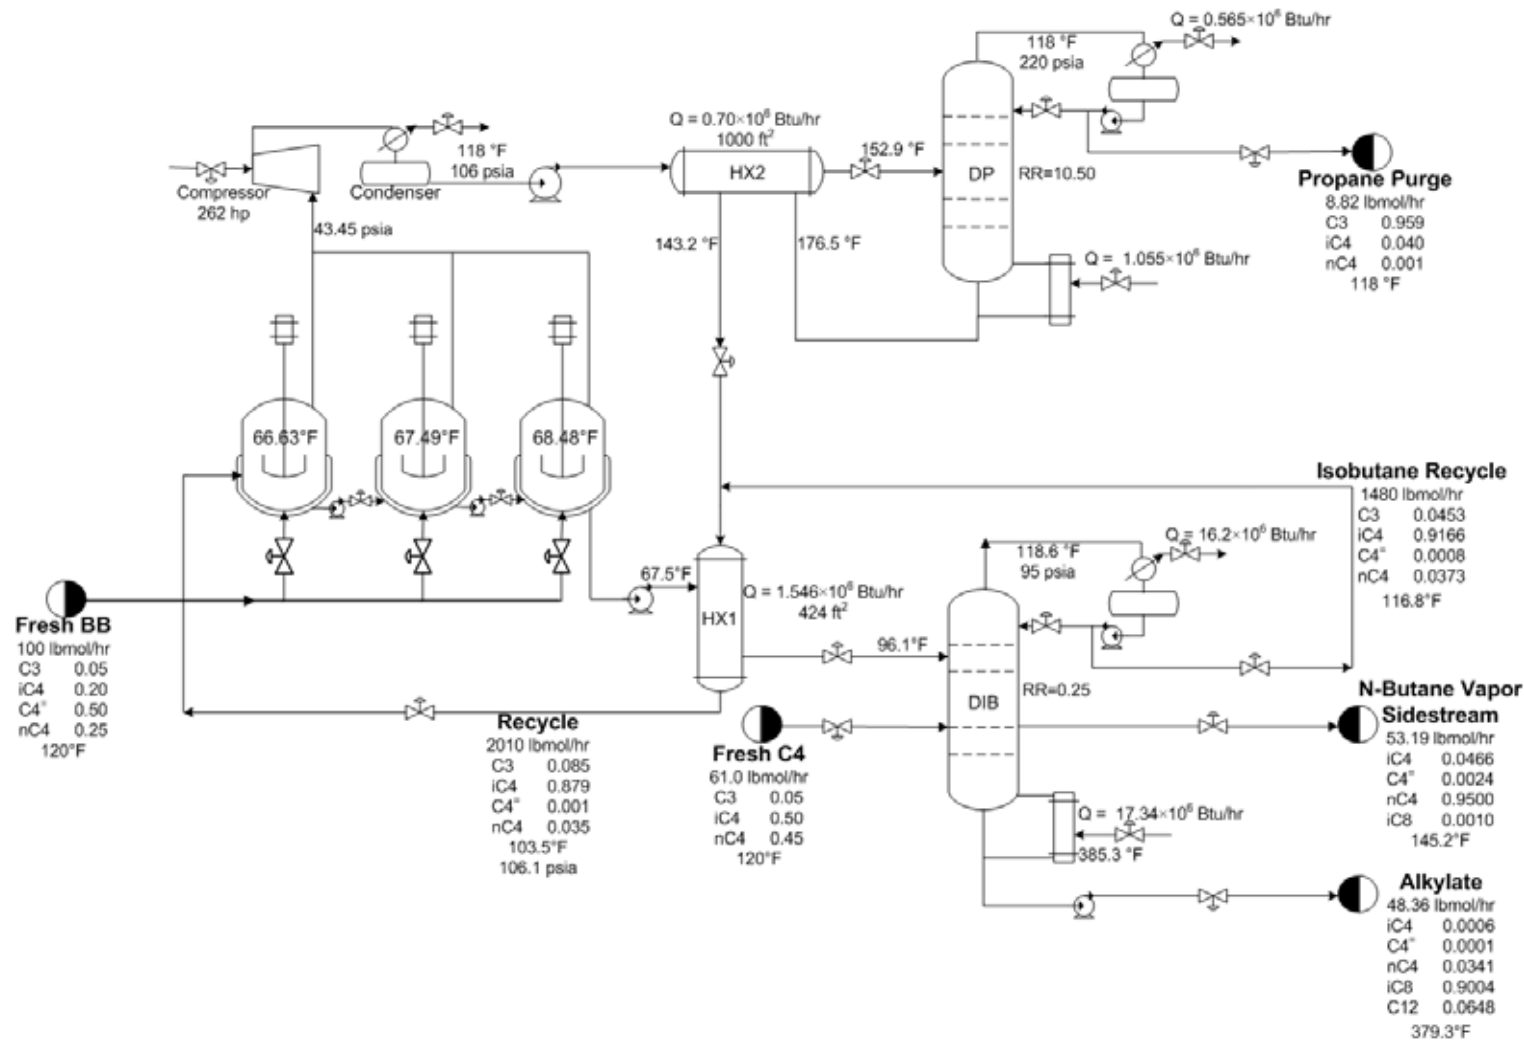 Q = 0.565×10⁶ Btu/hr
118 °F
220 psia
Q = 0.70×10⁶ Btu/hr
1000 ft²
118 °F
106 psia
Compressor
262 hp
Condenser
HX2
152.9 °F
DP
RR=10.50
Propane Purge
8.82 lbmol/hr
C3 0.959
iC4 0.040
nC4 0.001
118 °F
43.45 psia
143.2 °F
176.5 °F
Q = 1.055×10⁶ Btu/hr
66.63°F
67.49°F
68.48°F
Isobutane Recycle
1480 lbmol/hr
C3 0.0453
iC4 0.9166
C4⁼ 0.0008
nC4 0.0373
116.8°F
Q = 16.2×10⁶ Btu/hr
118.6 °F
95 psia
67.5°F
Q = 1.546×10⁶ Btu/hr
424 ft²
HX1
96.1°F
Fresh BB
100 lbmol/hr
C3 0.05
iC4 0.20
C4⁼ 0.50
nC4 0.25
120°F
DIB
RR=0.25
N-Butane Vapor
Sidestream
53.19 lbmol/hr
iC4 0.0466
C4⁼ 0.0024
nC4 0.9500
iC8 0.0010
145.2°F
Recycle
2010 lbmol/hr
C3 0.085
iC4 0.879
C4⁼ 0.001
nC4 0.035
103.5°F
106.1 psia
Fresh C4
61.0 lbmol/hr
C3 0.05
iC4 0.50
nC4 0.45
120°F
Q = 17.34×10⁶ Btu/hr
385.3 °F
Alkylate
48.36 lbmol/hr
iC4 0.0006
C4⁼ 0.0001
nC4 0.0341
iC8 0.9004
C12 0.0648
379.3°F